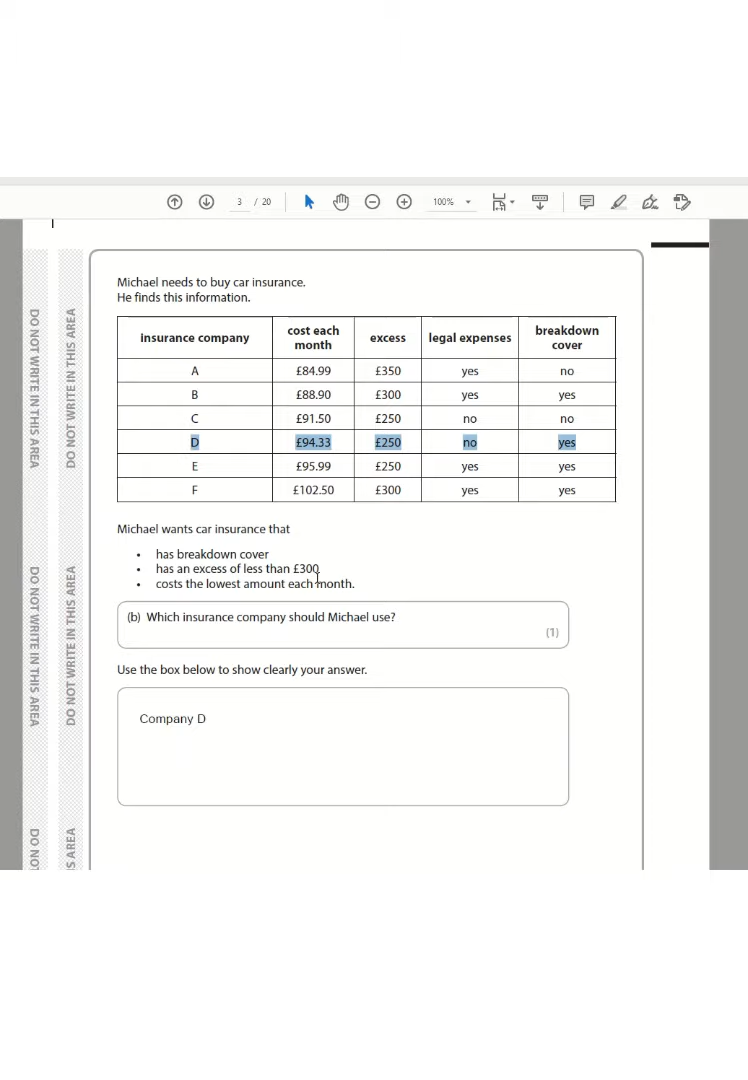 3 / 20 100%
Michael needs to buy car insurance.
He finds this information.
insurance company cost each month excess legal expenses breakdown cover
A £84.99 £350 yes no
B £88.90 £300 yes yes
C £91.50 £250 no no
D £94.33 £250 no yes
E £95.99 £250 yes yes
F £102.50 £300 yes yes
Michael wants car insurance that
• has breakdown cover
• has an excess of less than £300
• costs the lowest amount each month.
(b) Which insurance company should Michael use?
(1)
Use the box below to show clearly your answer.
Company D
DO NOT WRITE IN THIS AREA
DO NOT WRITE IN THIS AREA
DO NOT WRITE IN THIS AREA
DO NOT WRITE IN THIS AREA
DO NO
S AREA